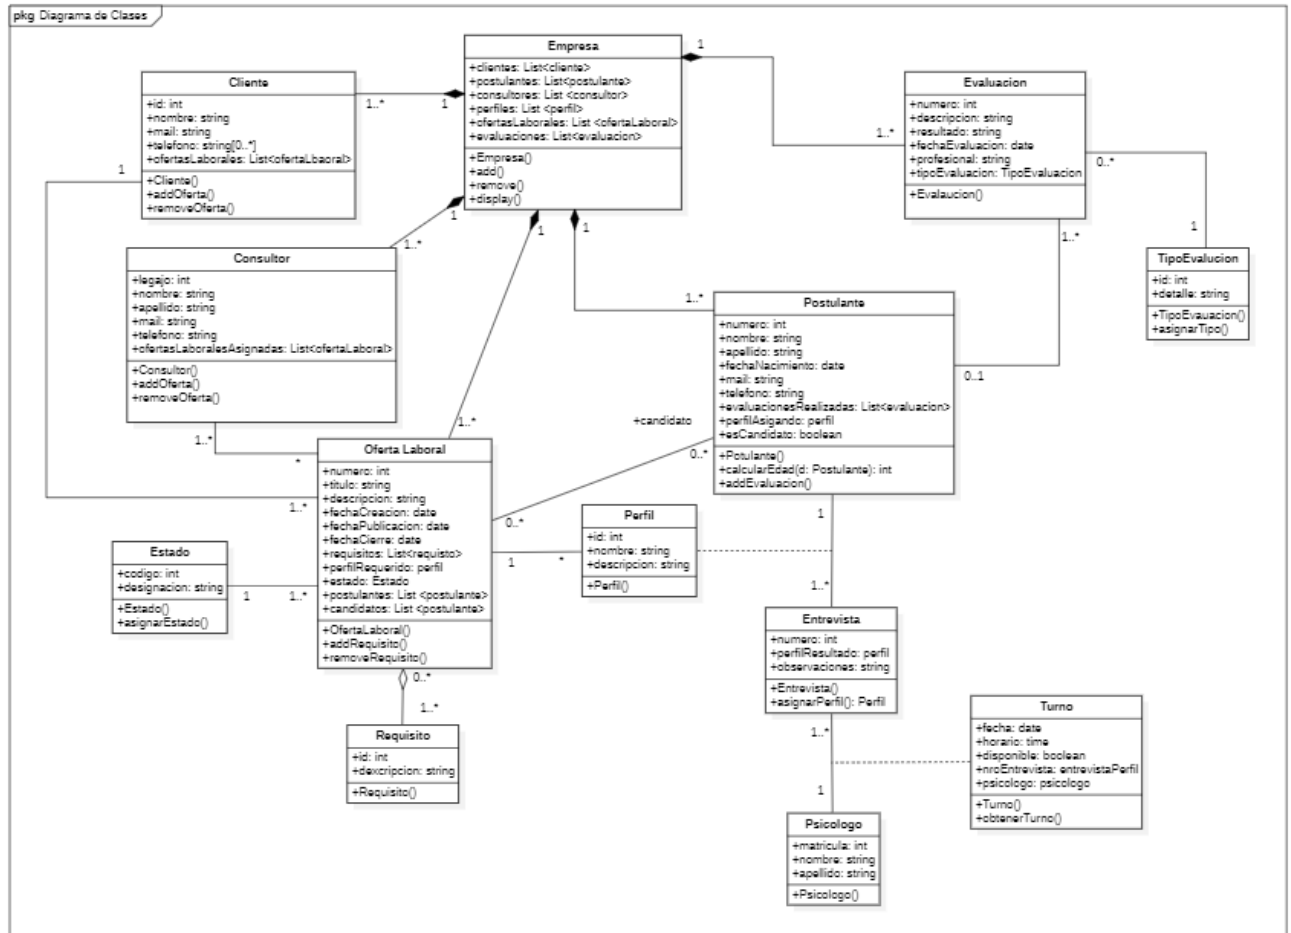 pkg Diagrama de Clases
Empresa
+clientes: List<cliente>
+postulantes: List<postulante>
+consultores: List <consultor>
+perfiles: List <perfil>
+ofertasLaborales: List <ofertaLaboral>
+evaluaciones: List<evaluacion>
+Empresa()
+add()
+remove()
+display()
1
1..*
1
Cliente
+id: int
+nombre: string
+mail: string
+telefono: string[0..*]
+ofertasLaborales: List<ofertaLbaoral>
+Cliente()
+addOferta()
+removeOferta()
1
Evaluacion
+numero: int
+descripcion: string
+resultado: string
+fechaEvaluacion: date
+profesional: string
+tipoEvaluacion: TipoEvaluacion
+Evalaucion()
1..*
0..*
1
1..*
TipoEvalucion
+id: int
+detalle: string
+TipoEvauacion()
+asignarTipo()
1
1..*
1
1
Consultor
+legajo: int
+nombre: string
+apellido: string
+mail: string
+telefono: string
+ofertasLaboralesAsignadas: List<ofertaLaboral>
+Consultor()
+addOferta()
+removeOferta()
1..*
Postulante
+numero: int
+nombre: string
+apellido: string
+fechaNacimiento: date
+mail: string
+telefono: string
+evaluacionesRealizadas: List<evaluacion>
+perfilAsigando: perfil
+esCandidato: boolean
+Potulante()
+calcularEdad(d: Postulante): int
+addEvaluacion()
0..1
+candidato
0..*
1..*
1..*
*
1..*
Oferta Laboral
+numero: int
+titulo: string
+descripcion: string
+fechaCreacion: date
+fechaPublicacion: date
+fechaCierre: date
+requisitos: List<requisto>
+perfilRequerido: perfil
+estado: Estado
+postulantes: List <postulante>
+candidatos: List <postulante>
+OfertaLaboral()
+addRequisito()
+removeRequisito()
0..*
1
*
Perfil
+id: int
+nombre: string
+descripcion: string
+Perfil()
1
1..*
Estado
+codigo: int
+designacion: string
+Estado()
+asignarEstado()
1
1..*
Entrevista
+numero: int
+perfilResultado: perfil
+observaciones: string
+Entrevista()
+asignarPerfil(): Perfil
0..*
1..*
Requisito
+id: int
+dexcripcion: string
+Requisito()
1..*
1
Turno
+fecha: date
+horario: time
+disponible: boolean
+nroEntrevista: entrevistaPerfil
+psicologo: psicologo
+Turno()
+obtenerTurno()
Psicologo
+matricula: int
+nombre: string
+apellido: string
+Psicologo()